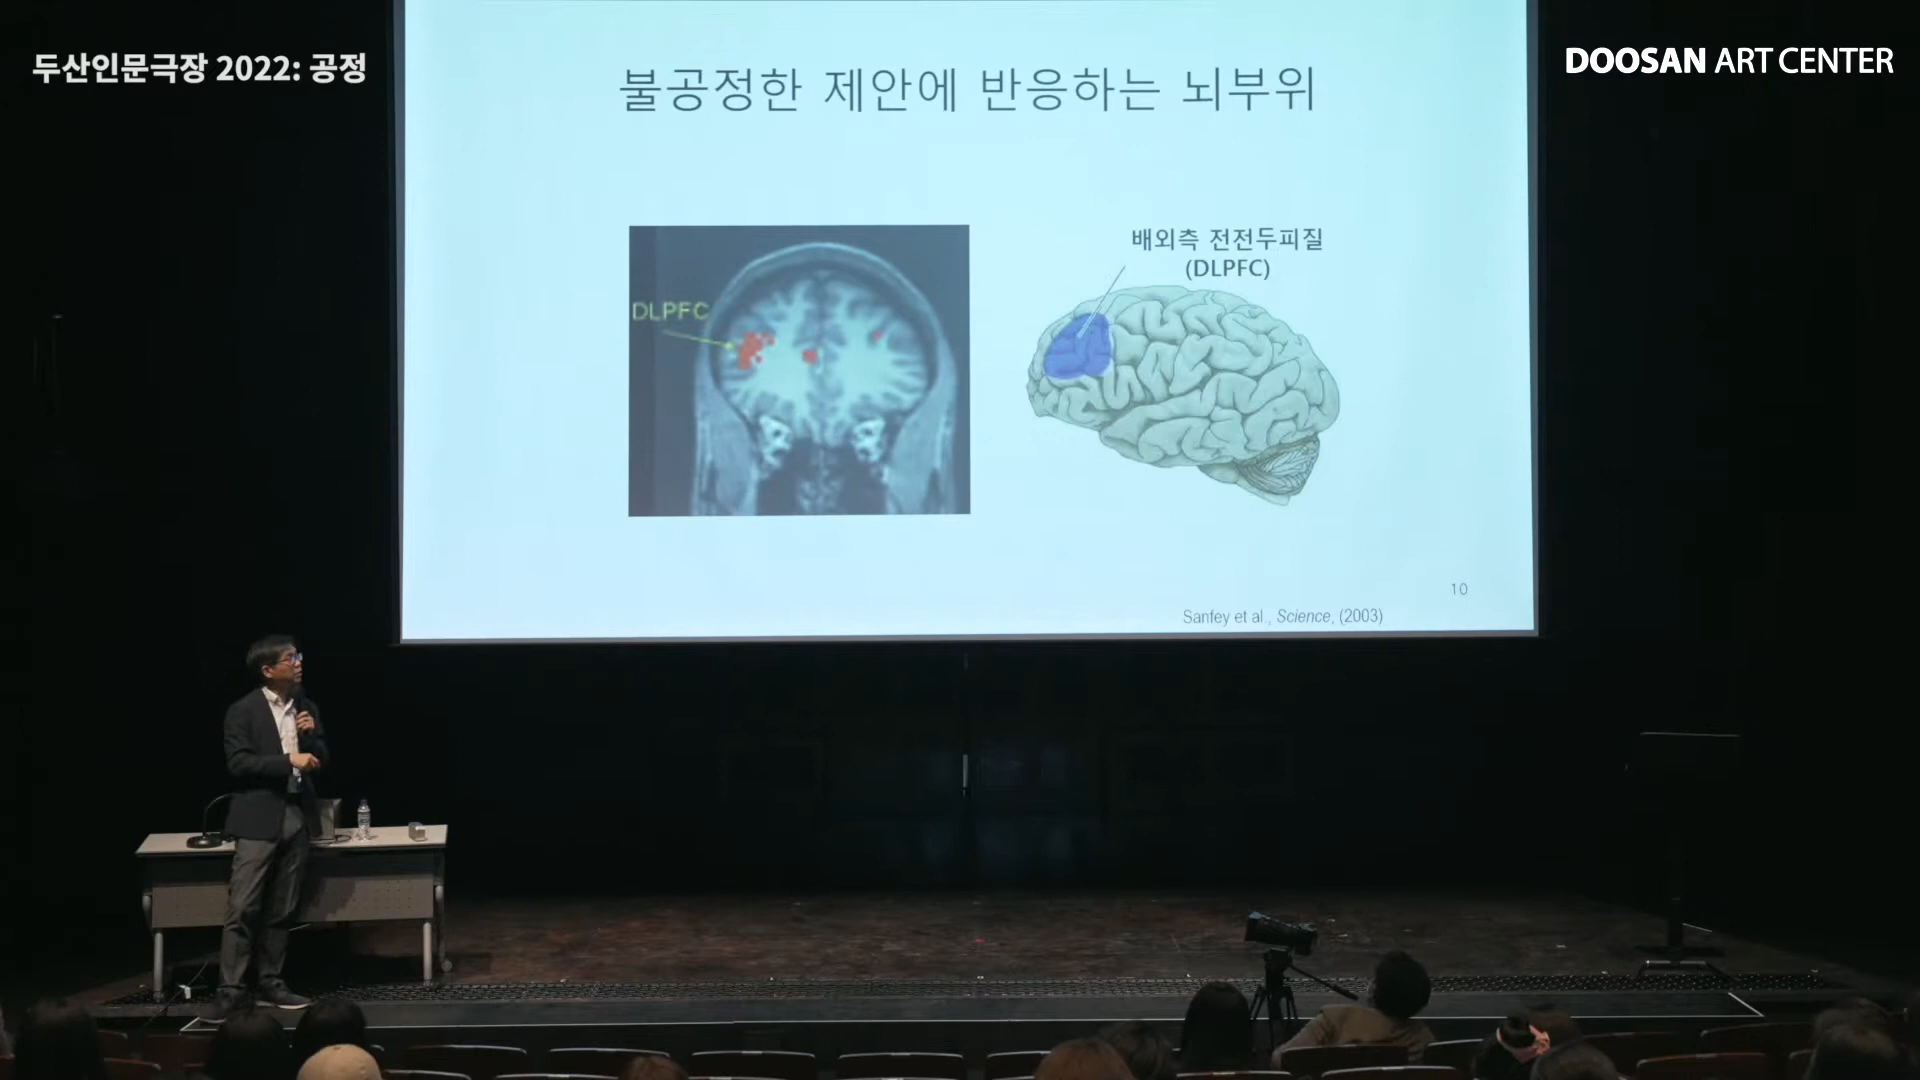 두산인문극장 2022: 공정
DOOSAN ART CENTER
불공정한 제안에 반응하는 뇌부위
DLPFC
배외측 전전두피질
(DLPFC)
10
Sanfey et al., Science, (2003)